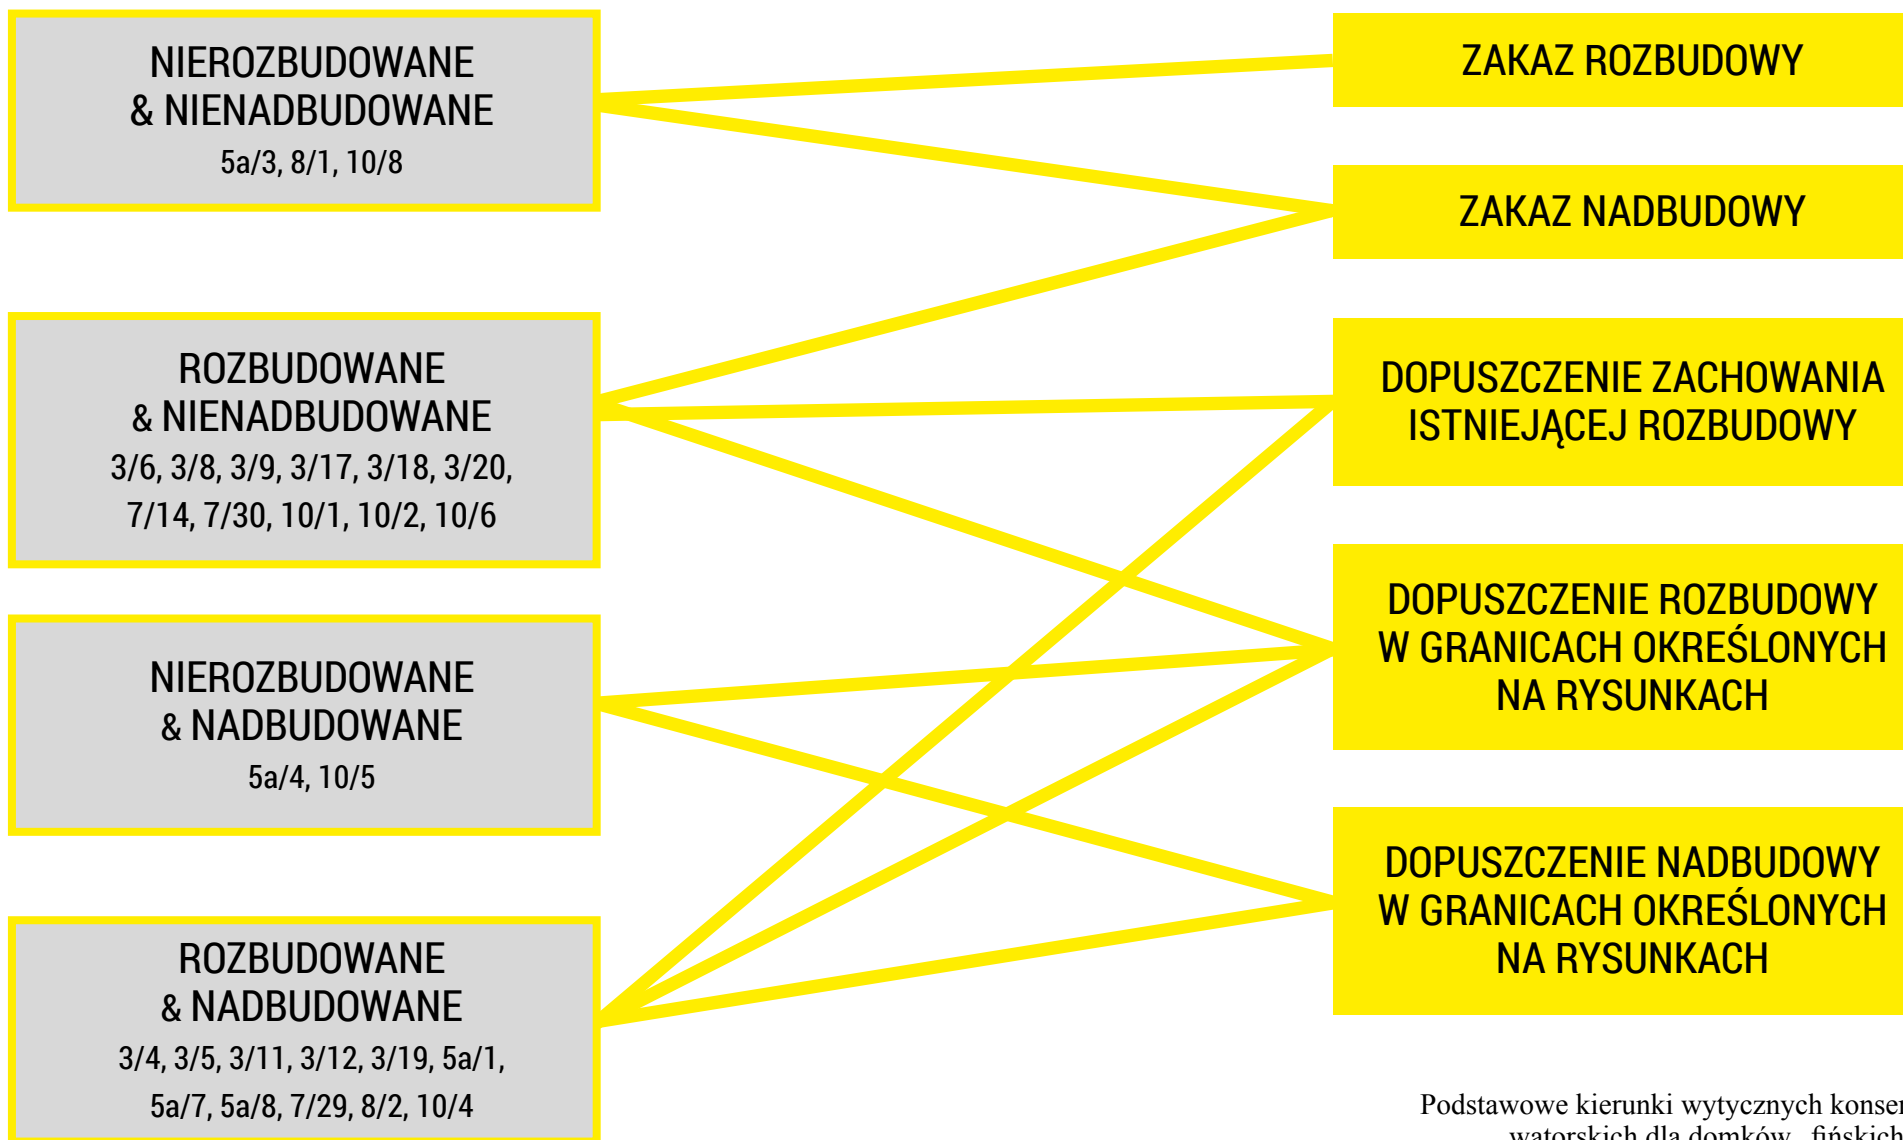 NIEROZBUDOWANE
& NIENADBUDOWANE
5a/3, 8/1, 10/8
ROZBUDOWANE
& NIENADBUDOWANE
3/6, 3/8, 3/9, 3/17, 3/18, 3/20,
7/14, 7/30, 10/1, 10/2, 10/6
NIEROZBUDOWANE
& NADBUDOWANE
5a/4, 10/5
ROZBUDOWANE
& NADBUDOWANE
3/4, 3/5, 3/11, 3/12, 3/19, 5a/1,
5a/7, 5a/8, 7/29, 8/2, 10/4
ZAKAZ ROZBUDOWY
ZAKAZ NADBUDOWY
DOPUSZCZENIE ZACHOWANIA
ISTNIEJĄCEJ ROZBUDOWY
DOPUSZCZENIE ROZBUDOWY
W GRANICACH OKREŚLONYCH
NA RYSUNKACH
DOPUSZCZENIE NADBUDOWY
W GRANICACH OKREŚLONYCH
NA RYSUNKACH
Podstawowe kierunki wytycznych konser
watorskich dla domków „fińskich